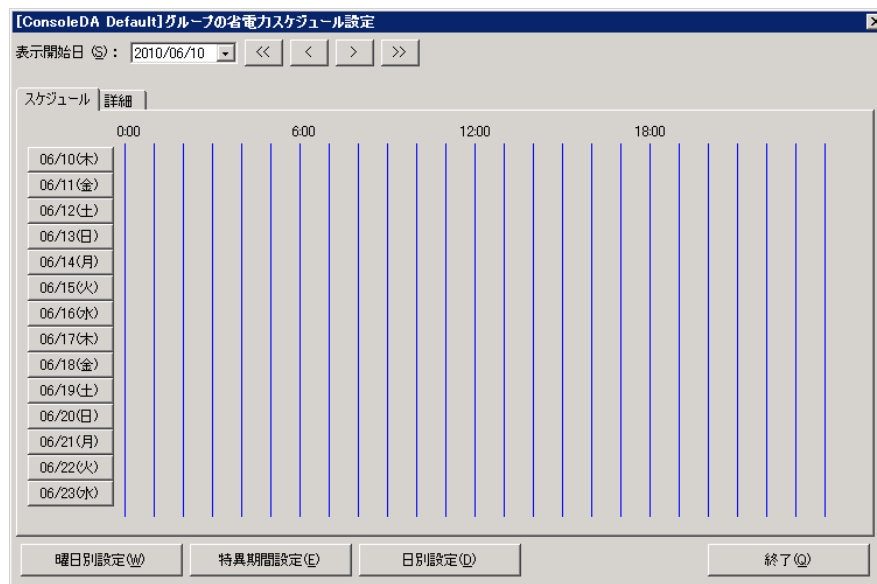 [ConsoleDA Default]グループの省電力スケジュール設定
表示開始日 (S)： 2010/06/10 << < > >>
スケジュール 詳細
0:00 6:00 12:00 18:00
06/10(木)
06/11(金)
06/12(土)
06/13(日)
06/14(月)
06/15(火)
06/16(水)
06/17(木)
06/18(金)
06/19(土)
06/20(日)
06/21(月)
06/22(火)
06/23(水)
曜日別設定(W) 特異期間設定(E) 日別設定(D) 終了(Q)